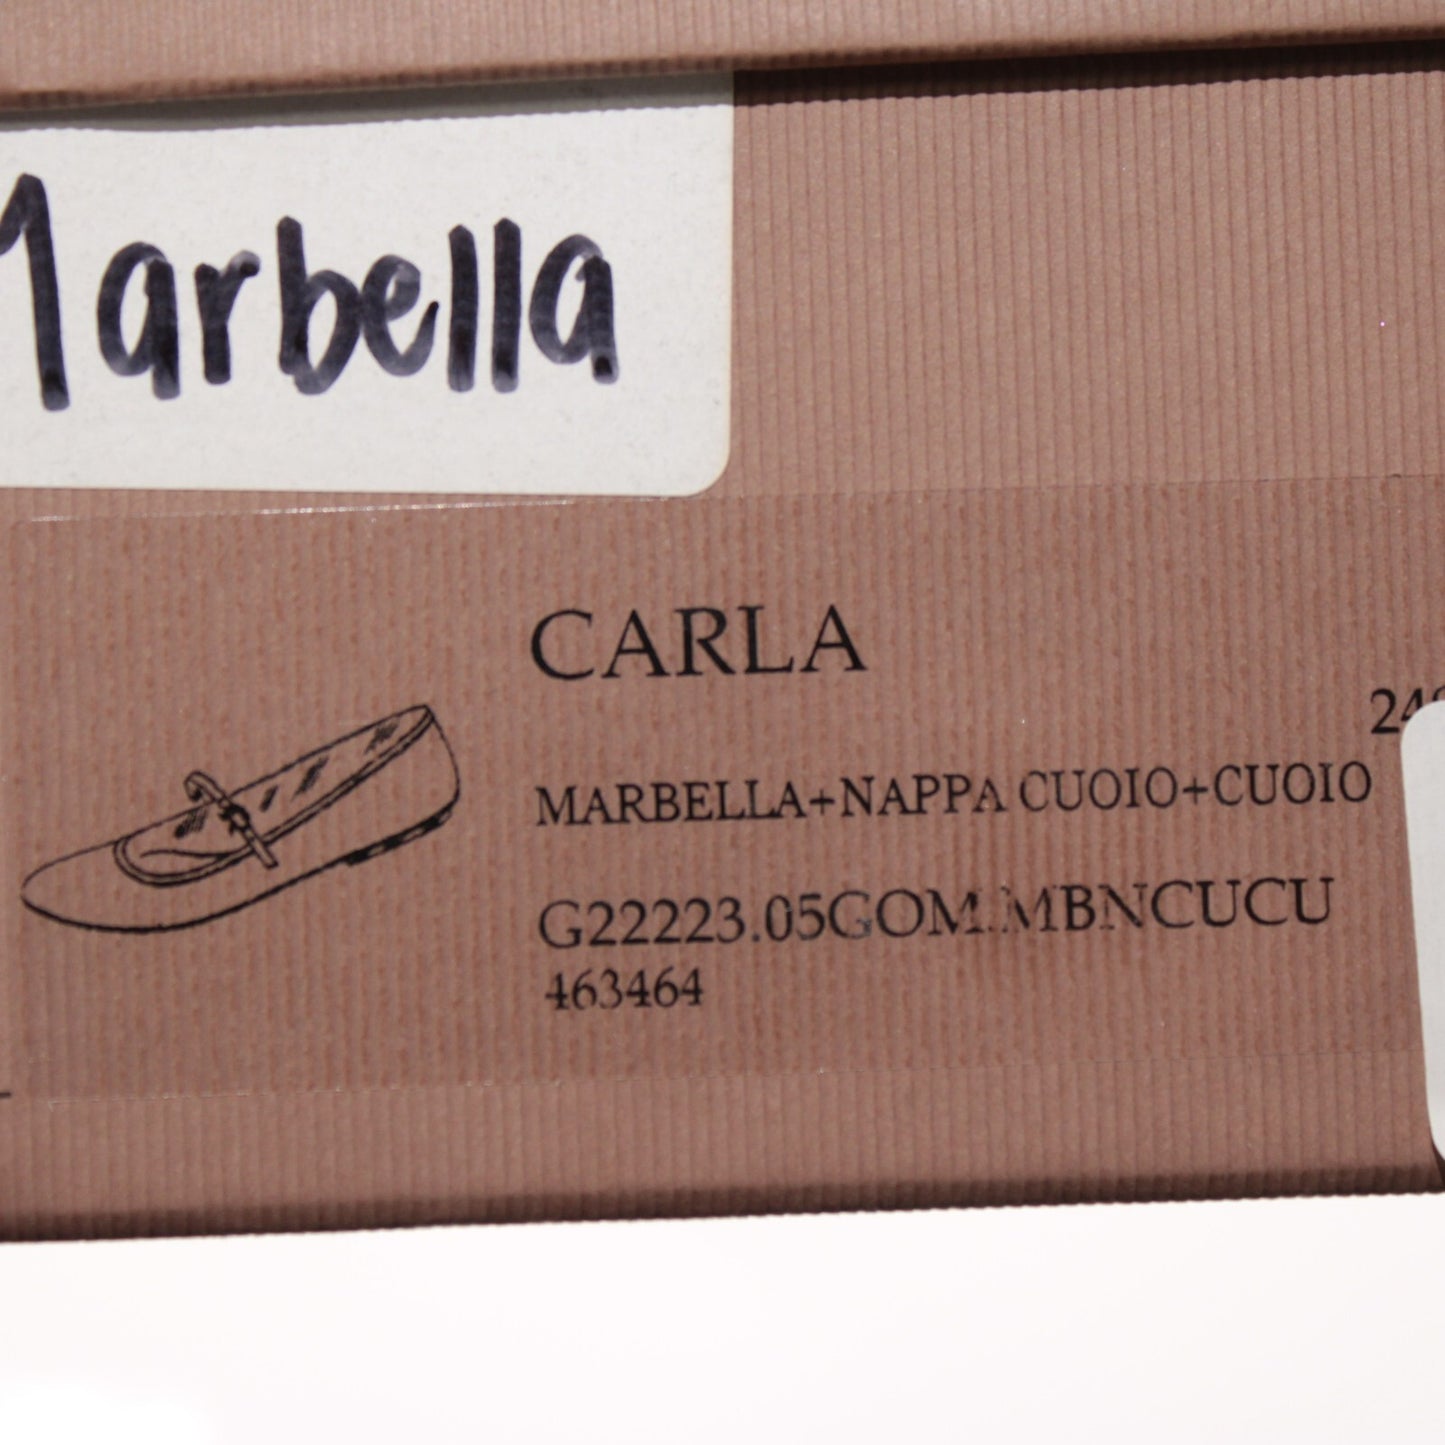 Marbella
CARLA
MARBELLA+NAPPA CUOIO+CUOIO
G22223.05GOM.MBNCUCU
463464